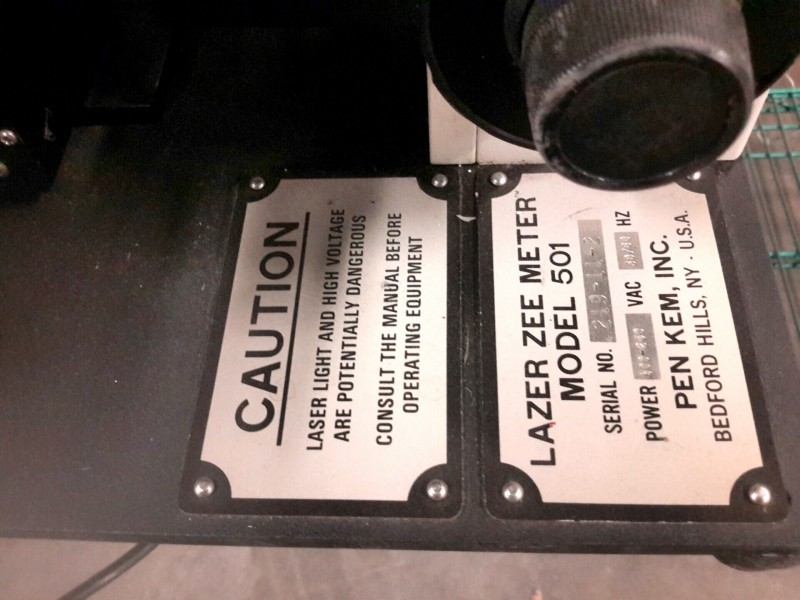 CAUTION
LASER LIGHT AND HIGH VOLTAGE
ARE POTENTIALLY DANGEROUS
CONSULT THE MANUAL BEFORE
OPERATING EQUIPMENT
LAZER ZEE METER™
MODEL 501
SERIAL NO.
POWER VAC HZ
PEN KEM, INC.
BEDFORD HILLS, NY · U.S.A.